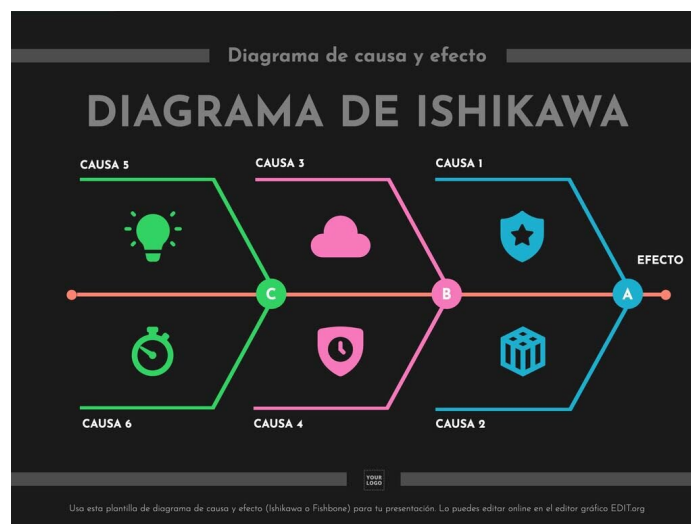 Diagrama de causa y efecto
DIAGRAMA DE ISHIKAWA
CAUSA 5
CAUSA 3
CAUSA 1
EFECTO
C
B
A
CAUSA 6
CAUSA 4
CAUSA 2
YOUR
LOGO
Usa esta plantilla de diagrama de causa y efecto (Ishikawa o Fishbone) para tu presentación. Lo puedes editar online en el editor gráfico EDIT.org